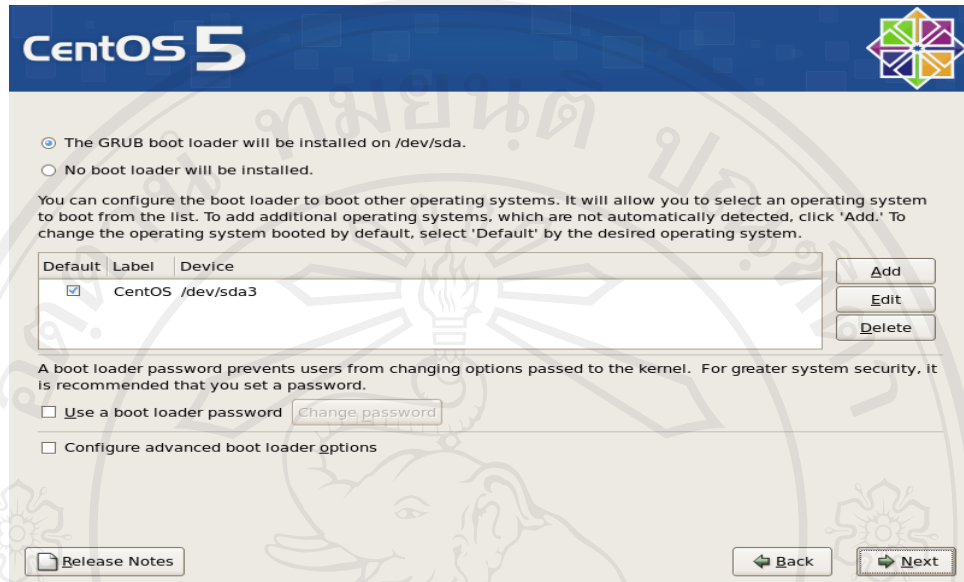 CentOS 5
The GRUB boot loader will be installed on /dev/sda.
No boot loader will be installed.
You can configure the boot loader to boot other operating systems. It will allow you to select an operating system
to boot from the list. To add additional operating systems, which are not automatically detected, click 'Add.' To
change the operating system booted by default, select 'Default' by the desired operating system.
Default Label Device
CentOS /dev/sda3
Add
Edit
Delete
A boot loader password prevents users from changing options passed to the kernel.  For greater system security, it
is recommended that you set a password.
Use a boot loader password Change password
Configure advanced boot loader options
Release Notes Back Next